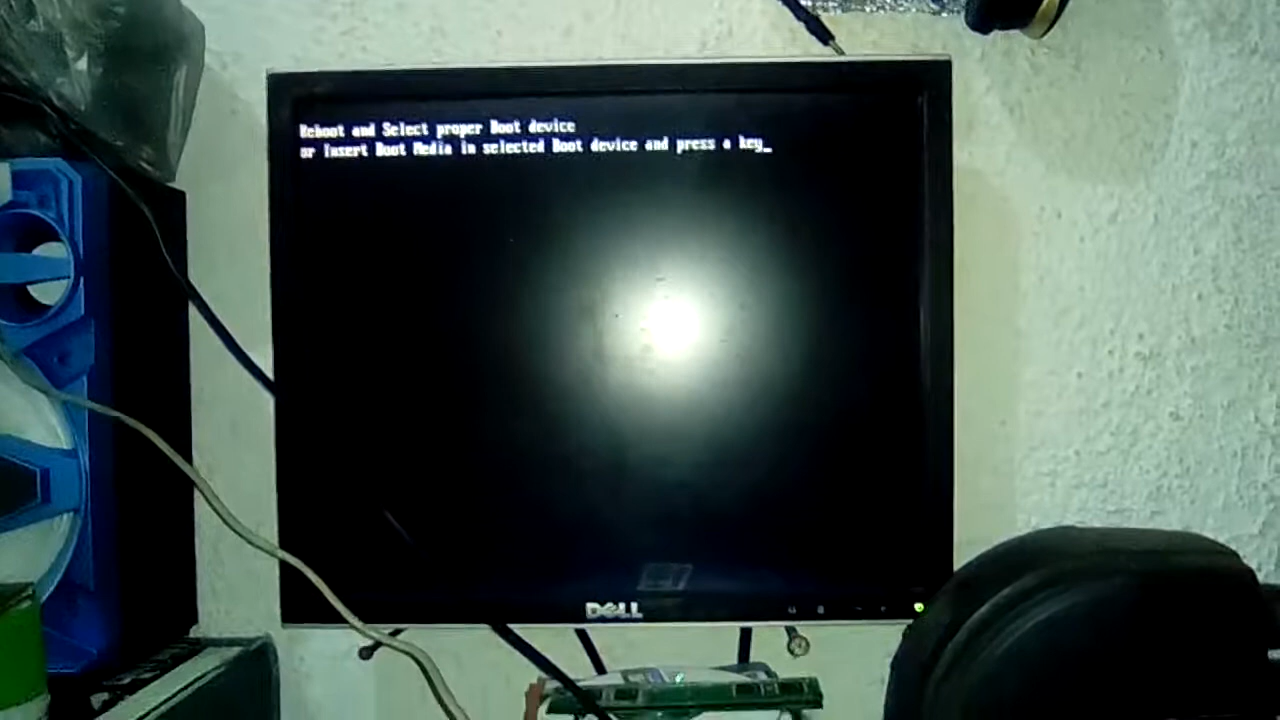 Reboot and Select proper Boot device
or Insert Boot Media in selected Boot device and press a key_
DELL